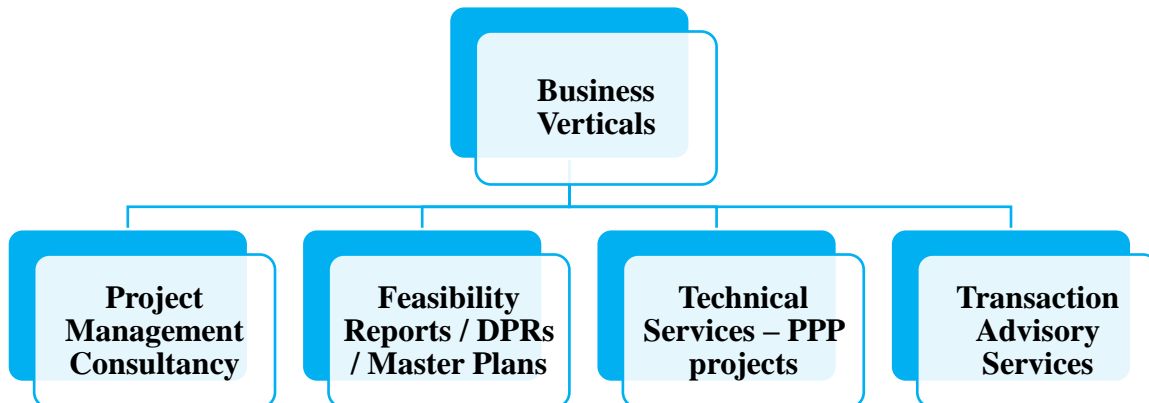 Business
Verticals
Project
Management
Consultancy
Feasibility
Reports / DPRs
/ Master Plans
Technical
Services – PPP
projects
Transaction
Advisory
Services